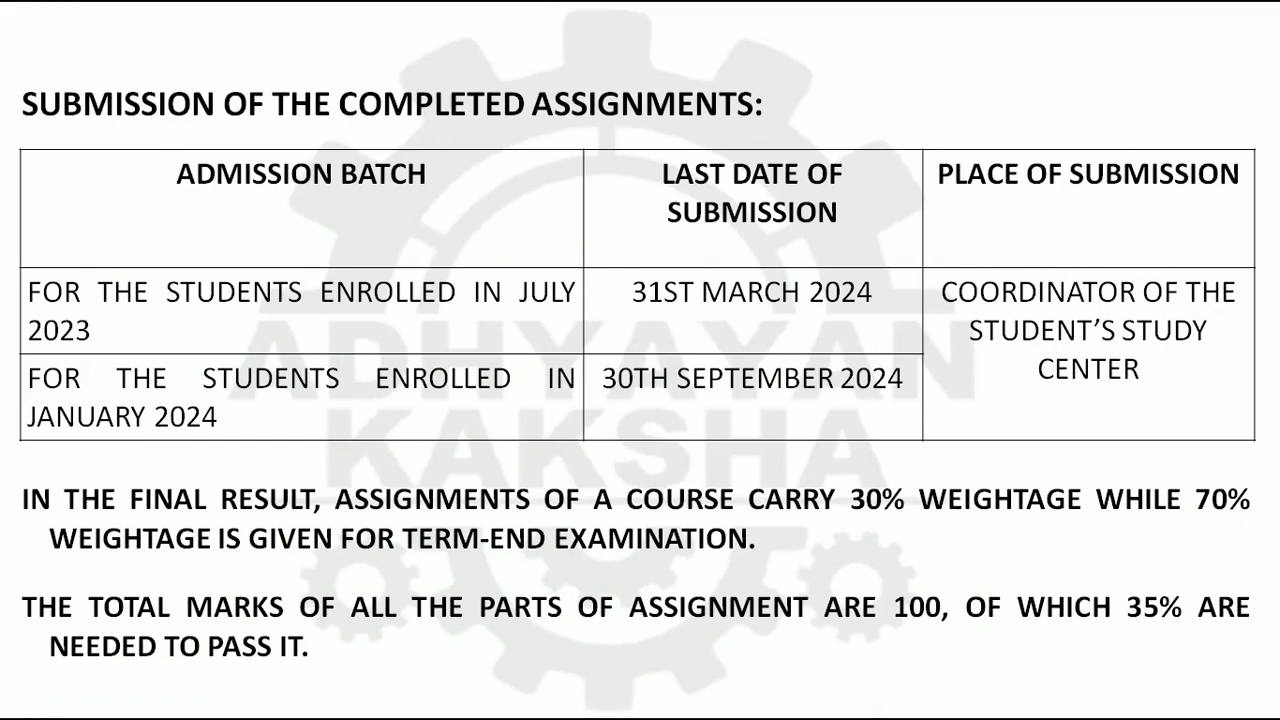 SUBMISSION OF THE COMPLETED ASSIGNMENTS:
ADMISSION BATCH
LAST DATE OF
SUBMISSION
PLACE OF SUBMISSION
FOR THE STUDENTS ENROLLED IN JULY
2023
31ST MARCH 2024
COORDINATOR OF THE
STUDENT’S STUDY
CENTER
FOR THE STUDENTS ENROLLED IN
JANUARY 2024
30TH SEPTEMBER 2024
ADHYAYAN
KAKSHA
IN THE FINAL RESULT, ASSIGNMENTS OF A COURSE CARRY 30% WEIGHTAGE WHILE 70%
WEIGHTAGE IS GIVEN FOR TERM-END EXAMINATION.
THE TOTAL MARKS OF ALL THE PARTS OF ASSIGNMENT ARE 100, OF WHICH 35% ARE
NEEDED TO PASS IT.